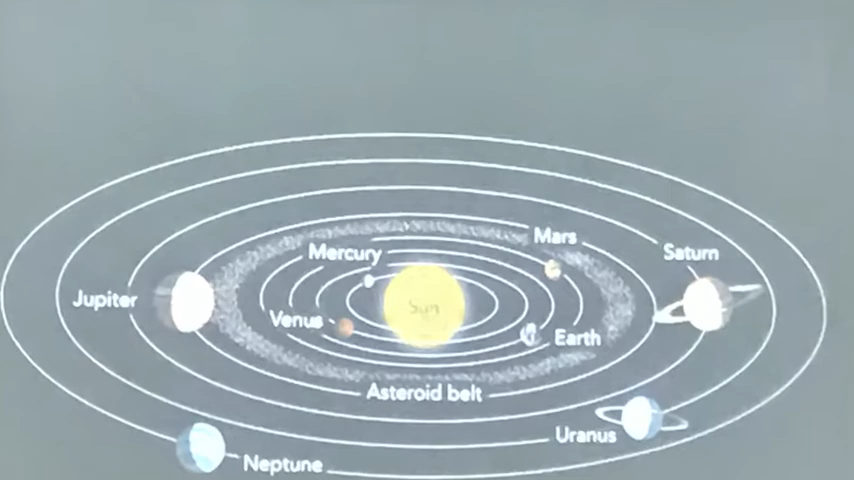 Mars
Mercury
Saturn
Jupiter
Sun
Venus
Earth
Asteroid belt
Uranus
Neptune